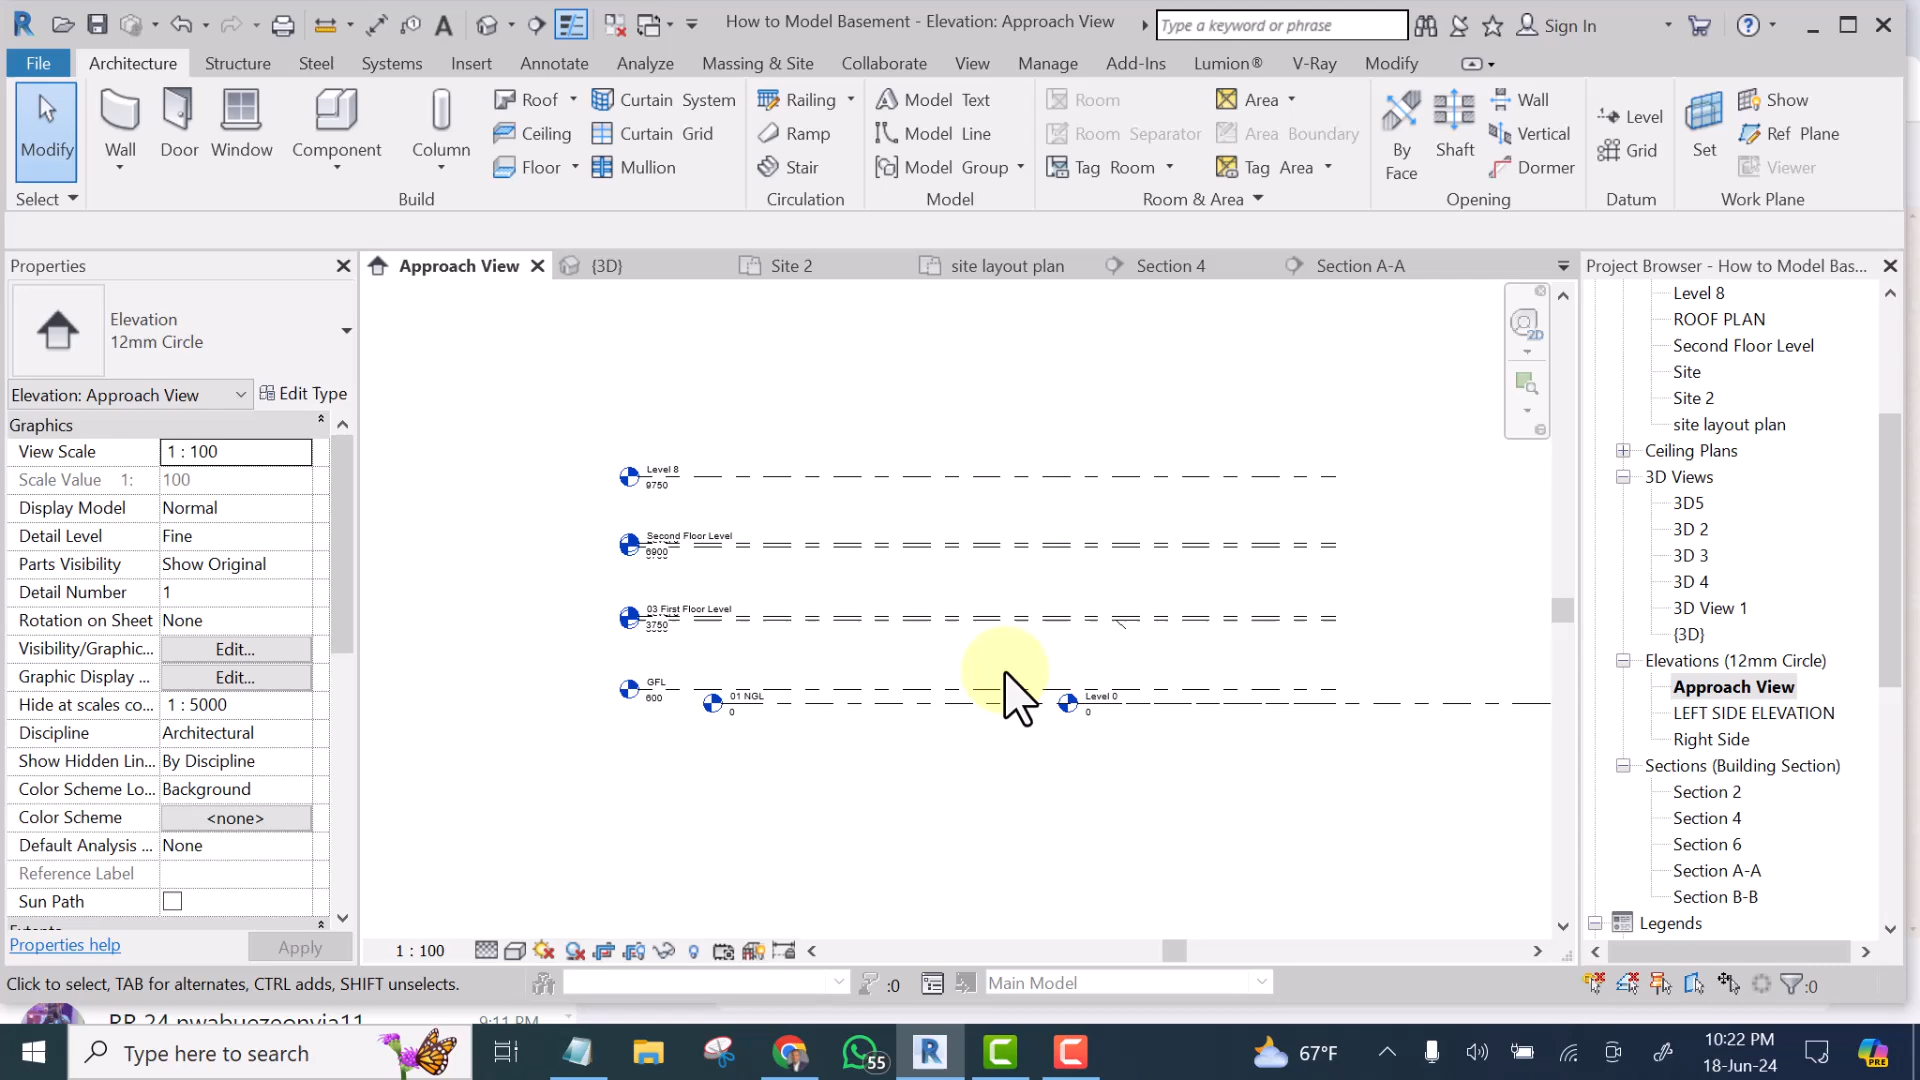 How to Model Basement - Elevation: Approach View
Type a keyword or phrase
Sign In
File Architecture Structure Steel Systems Insert Annotate Analyze Massing & Site Collaborate View Manage Add-Ins Lumion® V-Ray Modify
Modify
Wall
Door
Window
Component
Column
Roof
Ceiling
Floor
Curtain System
Curtain Grid
Mullion
Railing
Ramp
Stair
Model Text
Model Line
Model Group
Room
Room Separator
Tag Room
Area
Area Boundary
Tag Area
By Face
Shaft
Wall
Vertical
Dormer
Level
Grid
Set
Show
Ref Plane
Viewer
Select Build Circulation Model Room & Area Opening Datum Work Plane
Properties
Elevation
12mm Circle
Elevation: Approach View
Edit Type
Graphics
View Scale 1 : 100
Scale Value 1: 100
Display Model Normal
Detail Level Fine
Parts Visibility Show Original
Detail Number 1
Rotation on Sheet None
Visibility/Graphic... Edit...
Graphic Display ... Edit...
Hide at scales co... 1 : 5000
Discipline Architectural
Show Hidden Lin... By Discipline
Color Scheme Lo... Background
Color Scheme <none>
Default Analysis ... None
Reference Label
Sun Path
Properties help
Apply
Approach View {3D} Site 2 site layout plan Section 4 Section A-A
2D
Level 8
9750
Second Floor Level
6900
03 First Floor Level
3750
GFL
600
01 NGL
0
Level 0
0
Project Browser - How to Model Bas...
Level 8
ROOF PLAN
Second Floor Level
Site
Site 2
site layout plan
Ceiling Plans
3D Views
3D5
3D 2
3D 3
3D 4
3D View 1
{3D}
Elevations (12mm Circle)
Approach View
LEFT SIDE ELEVATION
Right Side
Sections (Building Section)
Section 2
Section 4
Section 6
Section A-A
Section B-B
Legends
1 : 100
Click to select, TAB for alternates, CTRL adds, SHIFT unselects.
:0
Main Model
:0
RR 24 nwabuezeonyia11
9:11 PM
Type here to search
55
67°F
10:22 PM
18-Jun-24
PRE